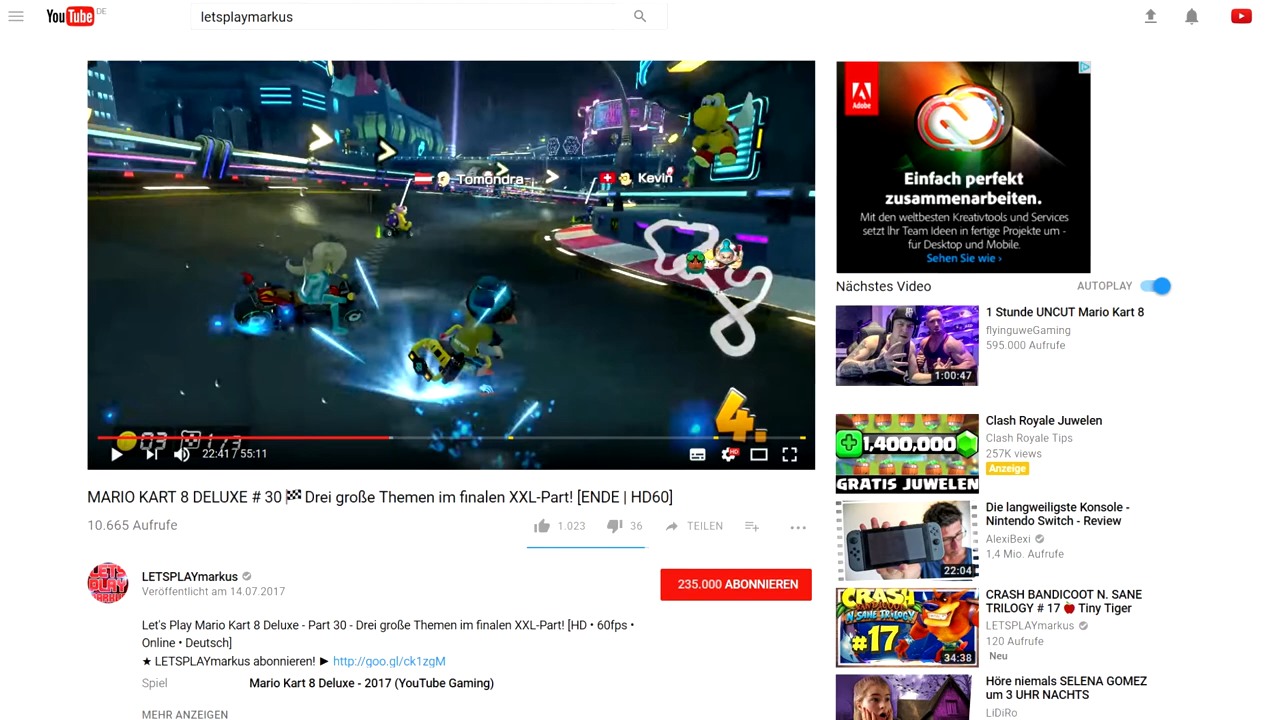 YouTube DE
letsplaymarkus
Tomondra
Kevin
4.
22:41 / 55:11
HD
MARIO KART 8 DELUXE # 30 🏁 Drei große Themen im finalen XXL-Part! [ENDE | HD60]
10.665 Aufrufe
1.023
36
TEILEN
LETSPLAYmarkus
Veröffentlicht am 14.07.2017
235.000 ABONNIEREN
Let's Play Mario Kart 8 Deluxe - Part 30 - Drei große Themen im finalen XXL-Part! [HD • 60fps •
Online • Deutsch]
★ LETSPLAYmarkus abonnieren! ► http://goo.gl/ck1zgM
Spiel Mario Kart 8 Deluxe - 2017 (YouTube Gaming)
MEHR ANZEIGEN
Adobe
Einfach perfekt
zusammenarbeiten.
Mit den weltbesten Kreativtools und Services
setzt Ihr Team Ideen in fertige Projekte um -
fur Desktop und Mobile.
Sehen Sie wie ›
Nächstes Video
AUTOPLAY
1:00:47
1 Stunde UNCUT Mario Kart 8
flyinguweGaming
595.000 Aufrufe
1,400,000
GRATIS JUWELEN
Clash Royale Juwelen
Clash Royale Tips
257K views
Anzeige
22:04
Die langweiligste Konsole -
Nintendo Switch - Review
AlexiBexi
1,4 Mio. Aufrufe
CRASH
#17
34:38
CRASH BANDICOOT N. SANE
TRILOGY # 17 🍎 Tiny Tiger
LETSPLAYmarkus
120 Aufrufe
Neu
Höre niemals SELENA GOMEZ
um 3 UHR NACHTS
LiDiRo